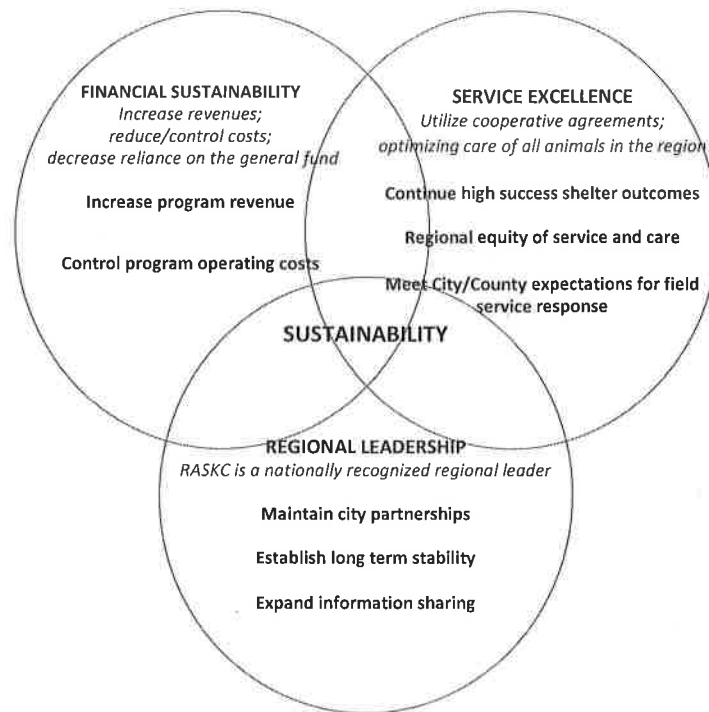 FINANCIAL SUSTAINABILITY
Increase revenues;
reduce/control costs;
decrease reliance on the general fund
Increase program revenue
Control program operating costs
SERVICE EXCELLENCE
Utilize cooperative agreements;
optimizing care of all animals in the region
Continue high success shelter outcomes
Regional equity of service and care
Meet City/County expectations for field
service response
SUSTAINABILITY
REGIONAL LEADERSHIP
RASKC is a nationally recognized regional leader
Maintain city partnerships
Establish long term stability
Expand information sharing